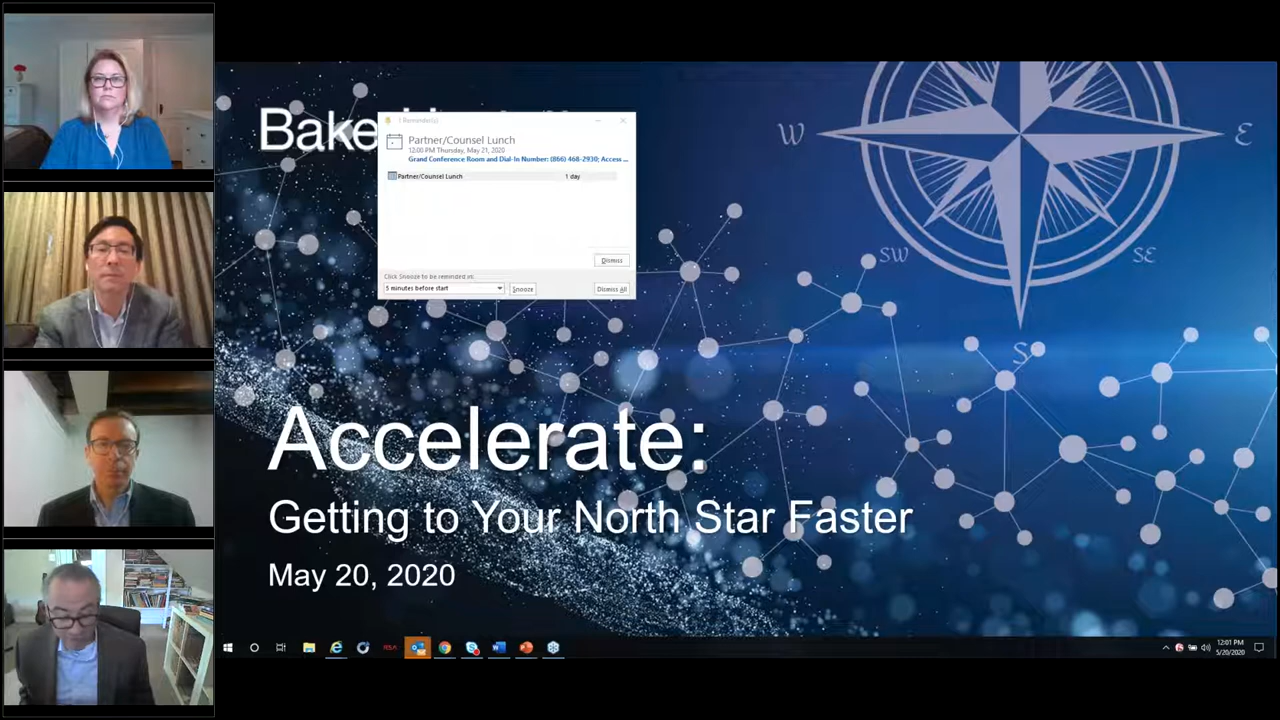 Bake
1 Reminder(s)
Partner/Counsel Lunch
12:00 PM Thursday, May 21, 2020
Grand Conference Room and Dial-In Number: (866) 468-2930; Access ...
Partner/Counsel Lunch 1 day
Dismiss
Click Snooze to be reminded in:
5 minutes before start
Snooze
Dismiss All
W
E
SW
SE
S
Accelerate:
Getting to Your North Star Faster
May 20, 2020
12:01 PM
5/20/2020